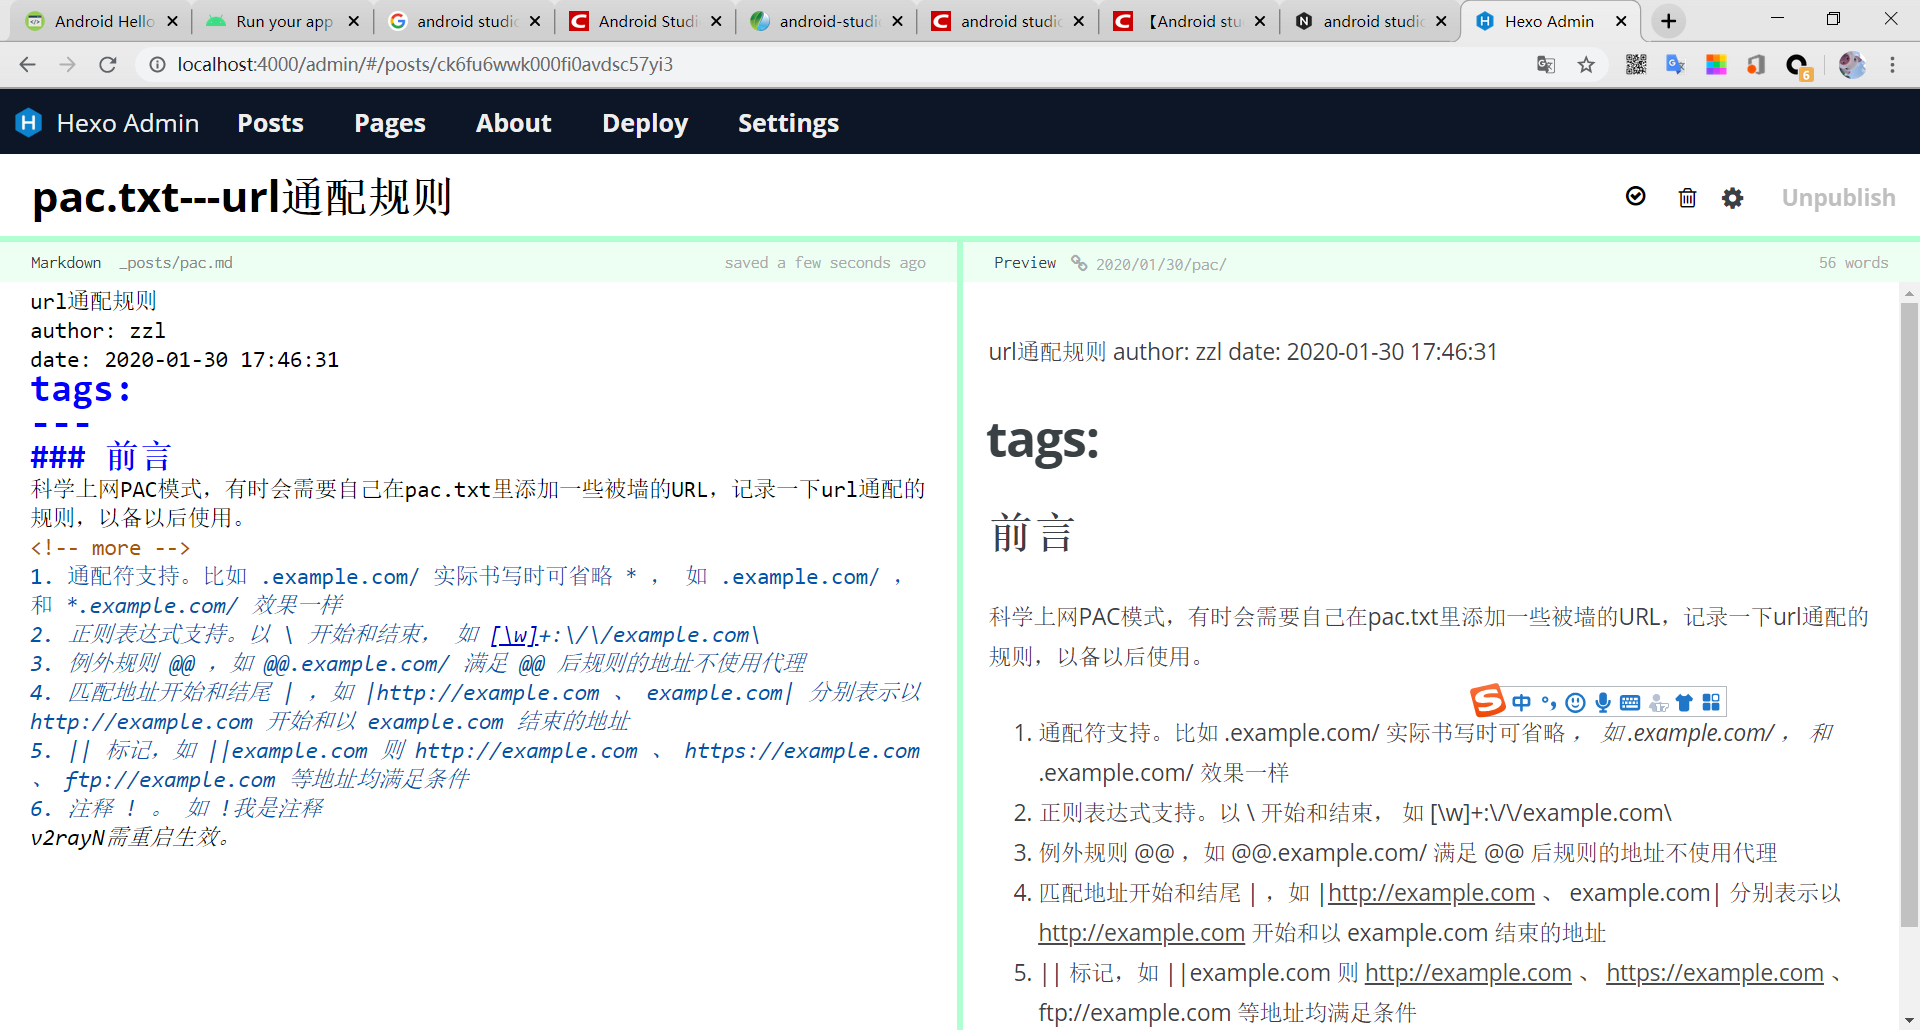 Android Hello
Run your app
android studio
Android Studi
android-studi
android studio
【Android stu
android studio
Hexo Admin
localhost:4000/admin/#/posts/ck6fu6wwk000fi0avdsc57yi3
6
Hexo Admin
Posts
Pages
About
Deploy
Settings
pac.txt---url通配规则
Unpublish
Markdown
_posts/pac.md
saved a few seconds ago
url通配规则
author: zzl
date: 2020-01-30 17:46:31
tags:
---
### 前言
科学上网PAC模式，有时会需要自己在pac.txt里添加一些被墙的URL，记录一下url通配的
规则，以备以后使用。
<!-- more -->
1. 通配符支持。比如 .example.com/ 实际书写时可省略 * ， 如 .example.com/ ，
和 *.example.com/ 效果一样
2. 正则表达式支持。以 \ 开始和结束， 如 [\w]+:\/\/example.com\
3. 例外规则 @@ ，如 @@.example.com/ 满足 @@ 后规则的地址不使用代理
4. 匹配地址开始和结尾 | ，如 |http://example.com 、 example.com| 分别表示以
http://example.com 开始和以 example.com 结束的地址
5. || 标记，如 ||example.com 则 http://example.com 、 https://example.com
、 ftp://example.com 等地址均满足条件
6. 注释 ! 。 如 !我是注释
v2rayN需重启生效。
Preview
2020/01/30/pac/
56 words
url通配规则 author: zzl date: 2020-01-30 17:46:31
tags:
前言
科学上网PAC模式，有时会需要自己在pac.txt里添加一些被墙的URL，记录一下url通配的
规则，以备以后使用。
中
1. 通配符支持。比如 .example.com/ 实际书写时可省略 ， 如 .example.com/ ， 和
.example.com/ 效果一样
2. 正则表达式支持。以 \ 开始和结束， 如 [\w]+:\/\/example.com\
3. 例外规则 @@ ，如 @@.example.com/ 满足 @@ 后规则的地址不使用代理
4. 匹配地址开始和结尾 | ，如 |http://example.com 、 example.com| 分别表示以
http://example.com 开始和以 example.com 结束的地址
5. || 标记，如 ||example.com 则 http://example.com 、 https://example.com 、
ftp://example.com 等地址均满足条件